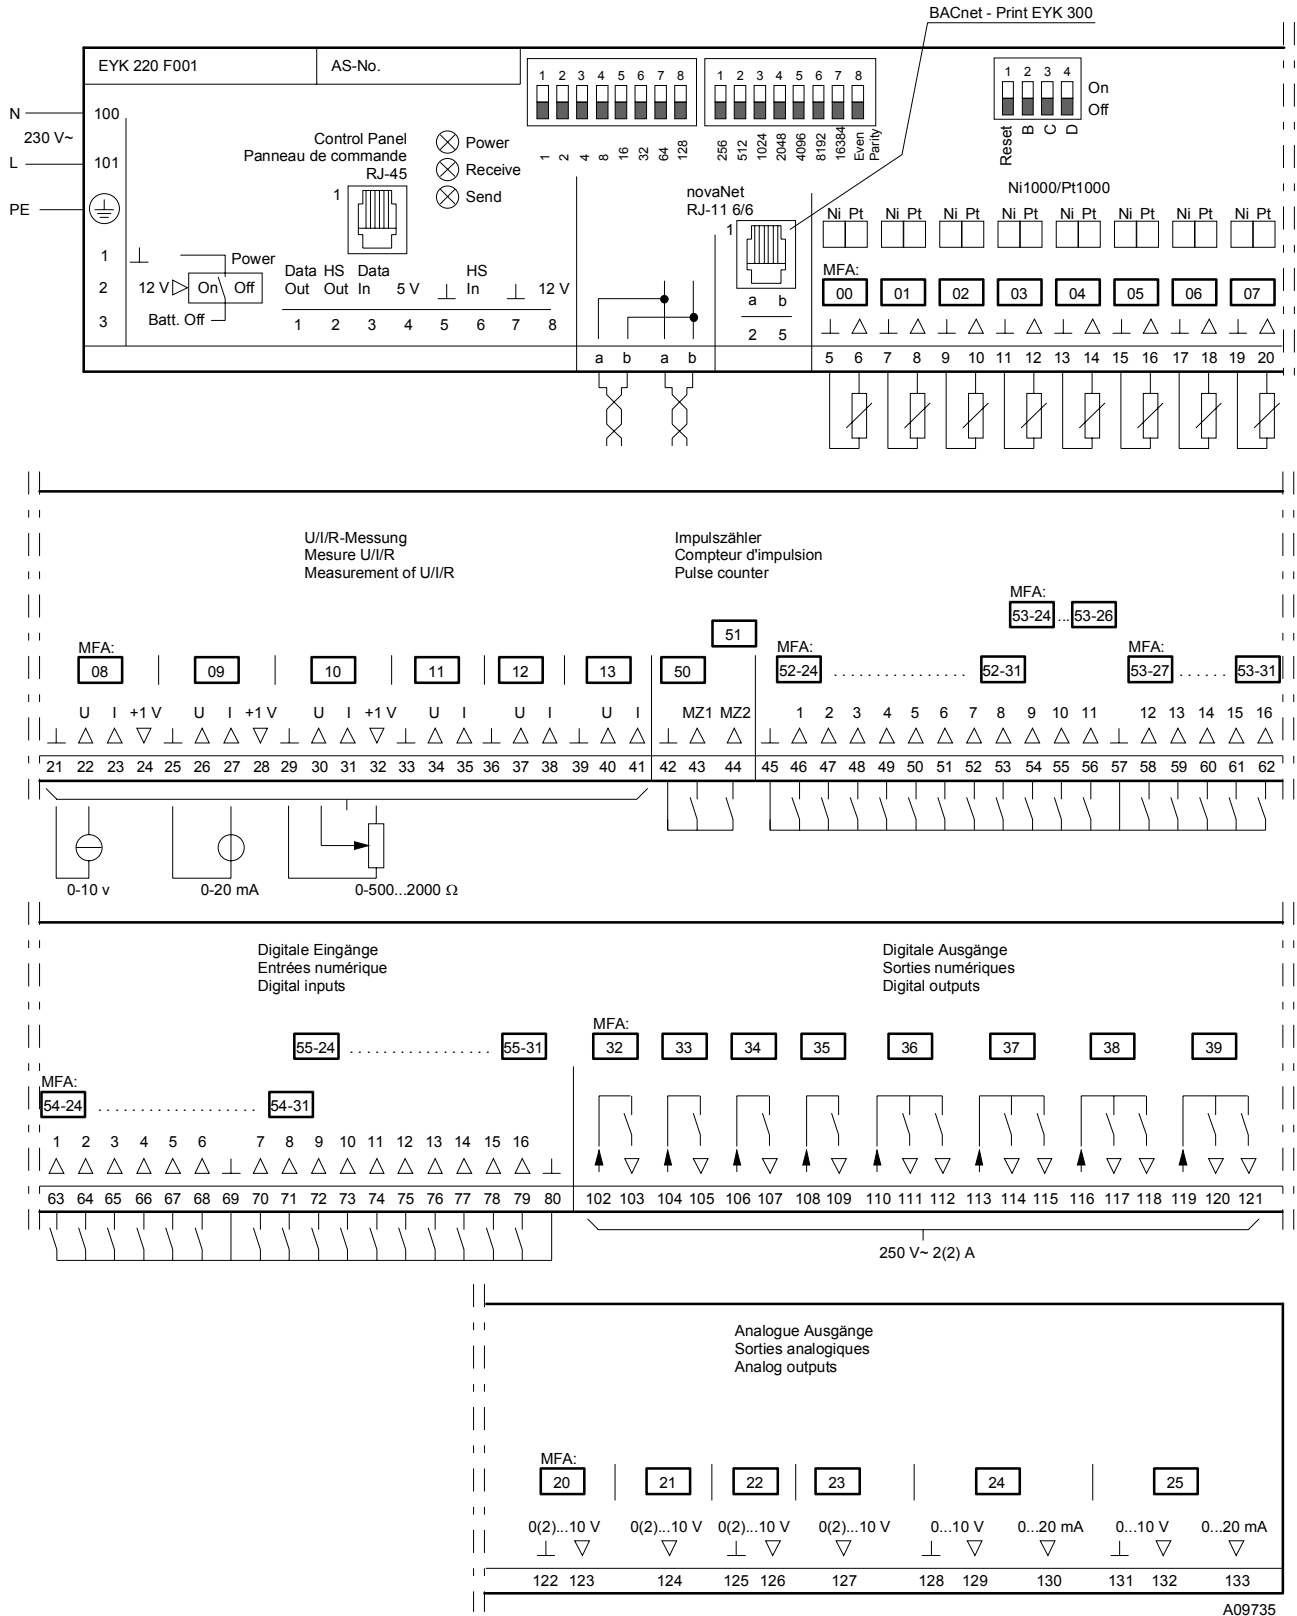 BACnet - Print EYK 300
EYK 220 F001 AS-No.
1 2 3 4 5 6 7 8
1 2 3 4 5 6 7 8
1 2 3 4
On
Off
N
100
230 V~
L
101
PE
Control Panel
Panneau de commande
RJ-45
1
Power
Receive
Send
1 2 4 8 16 32 64 128
256 512 1024 2048 4096 8192 16384 Even Parity
Reset B C D
novaNet
RJ-11 6/6
1
Ni1000/Pt1000
Ni Pt Ni Pt Ni Pt Ni Pt Ni Pt Ni Pt Ni Pt Ni Pt
1
Power
2 12 V On Off
3 Batt. Off
Data HS Data HS
Out Out In 5 V In 12 V
1 2 3 4 5 6 7 8
MFA:
00 01 02 03 04 05 06 07
a b
2 5
a b a b
5 6 7 8 9 10 11 12 13 14 15 16 17 18 19 20
U/I/R-Messung
Mesure U/I/R
Measurement of U/I/R
Impulszähler
Compteur d'impulsion
Pulse counter
MFA:
53-24 ... 53-26
51
MFA:
08 09 10 11 12 13 50
MFA:
52-24 ................ 52-31
MFA:
53-27 ...... 53-31
U I +1 V U I +1 V U I +1 V U I U I U I MZ1 MZ2 1 2 3 4 5 6 7 8 9 10 11 12 13 14 15 16
21 22 23 24 25 26 27 28 29 30 31 32 33 34 35 36 37 38 39 40 41 42 43 44 45 46 47 48 49 50 51 52 53 54 55 56 57 58 59 60 61 62
0-10 v 0-20 mA 0-500...2000 Ω
Digitale Eingänge
Entrées numérique
Digital inputs
Digitale Ausgänge
Sorties numériques
Digital outputs
55-24 ................. 55-31
MFA:
32 33 34 35 36 37 38 39
MFA:
54-24 ................... 54-31
1 2 3 4 5 6 7 8 9 10 11 12 13 14 15 16
63 64 65 66 67 68 69 70 71 72 73 74 75 76 77 78 79 80 102 103 104 105 106 107 108 109 110 111 112 113 114 115 116 117 118 119 120 121
250 V~ 2(2) A
Analogue Ausgänge
Sorties analogiques
Analog outputs
MFA:
20 21 22 23 24 25
0(2)...10 V 0(2)...10 V 0(2)...10 V 0(2)...10 V 0...10 V 0...20 mA 0...10 V 0...20 mA
122 123 124 125 126 127 128 129 130 131 132 133
A09735